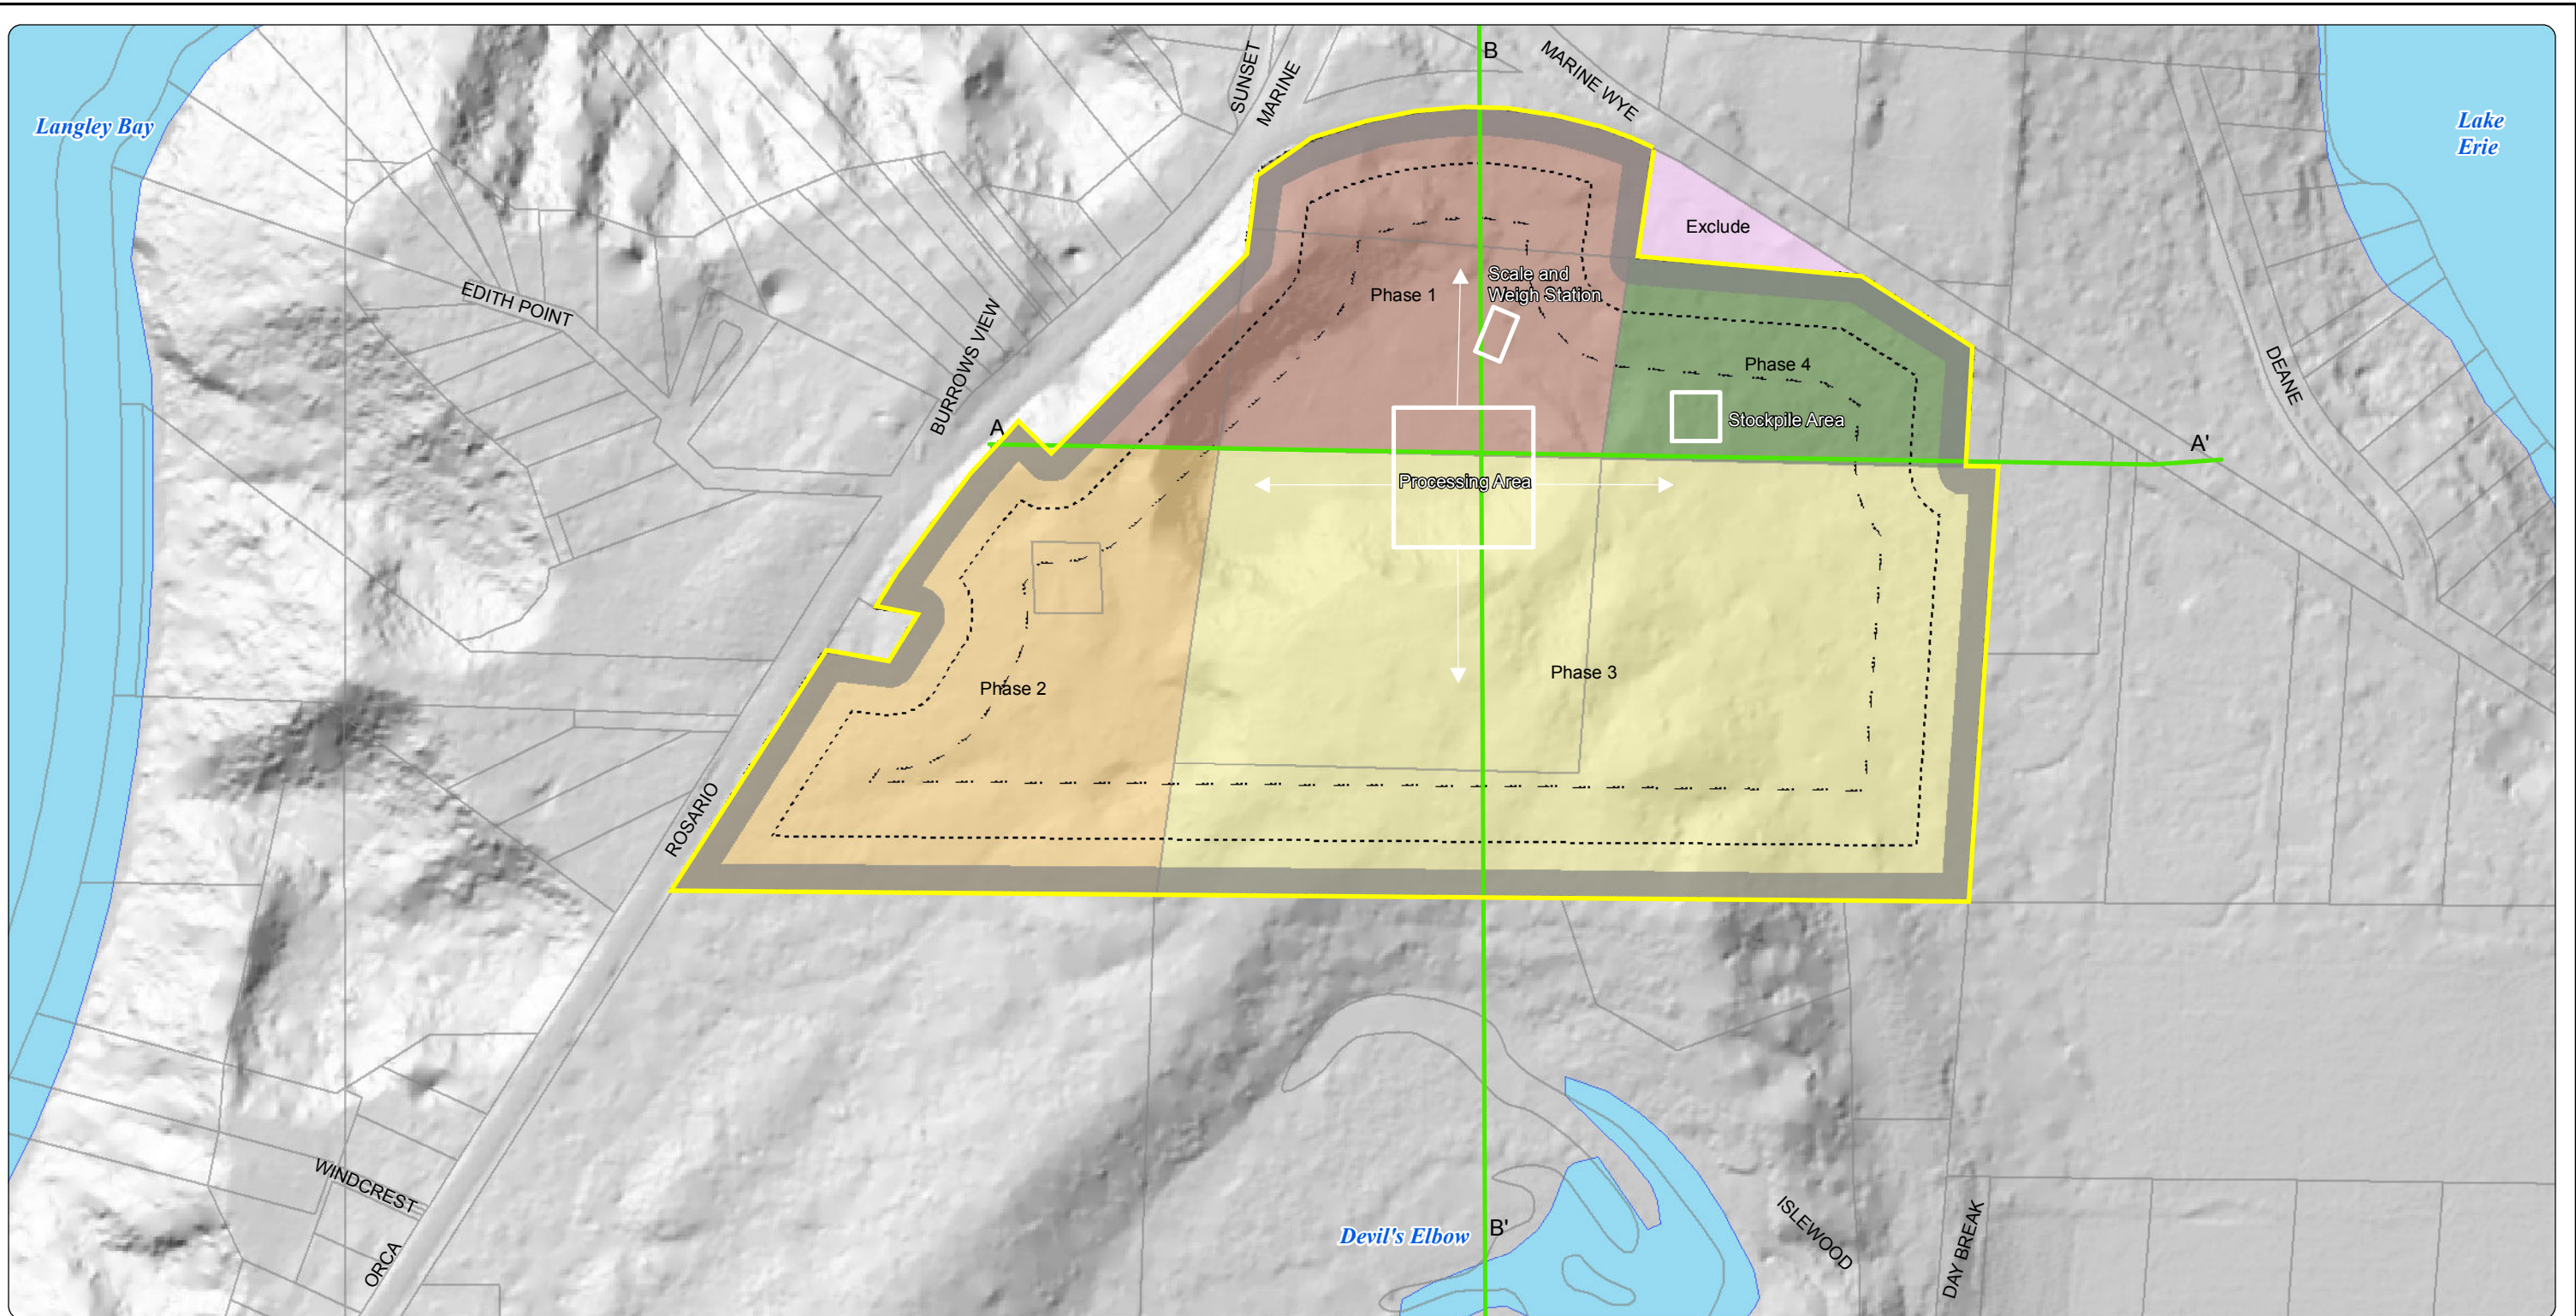 SUNSET
MARINE
B
MARINE WYE
Langley Bay
Lake
Erie
Exclude
EDITH POINT
BURROWS VIEW
Phase 1
Scale and
Weigh Station
Phase 4
DEANE
A
Stockpile Area
A'
Processing Area
Phase 3
Phase 2
ROSARIO
WINDCREST
ORCA
Devil's Elbow
B'
ISLEWOOD
DAY BREAK